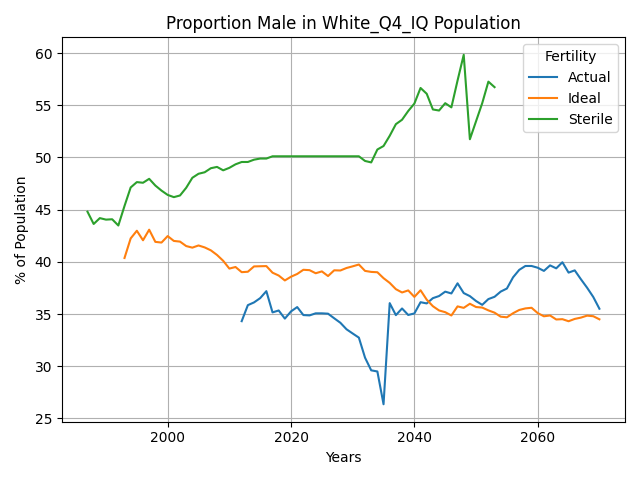 Proportion Male in White_Q4_IQ Population
% of Population
60
55
50
45
40
35
30
25
Fertility
Actual
Ideal
Sterile
2000
2020
2040
2060
Years